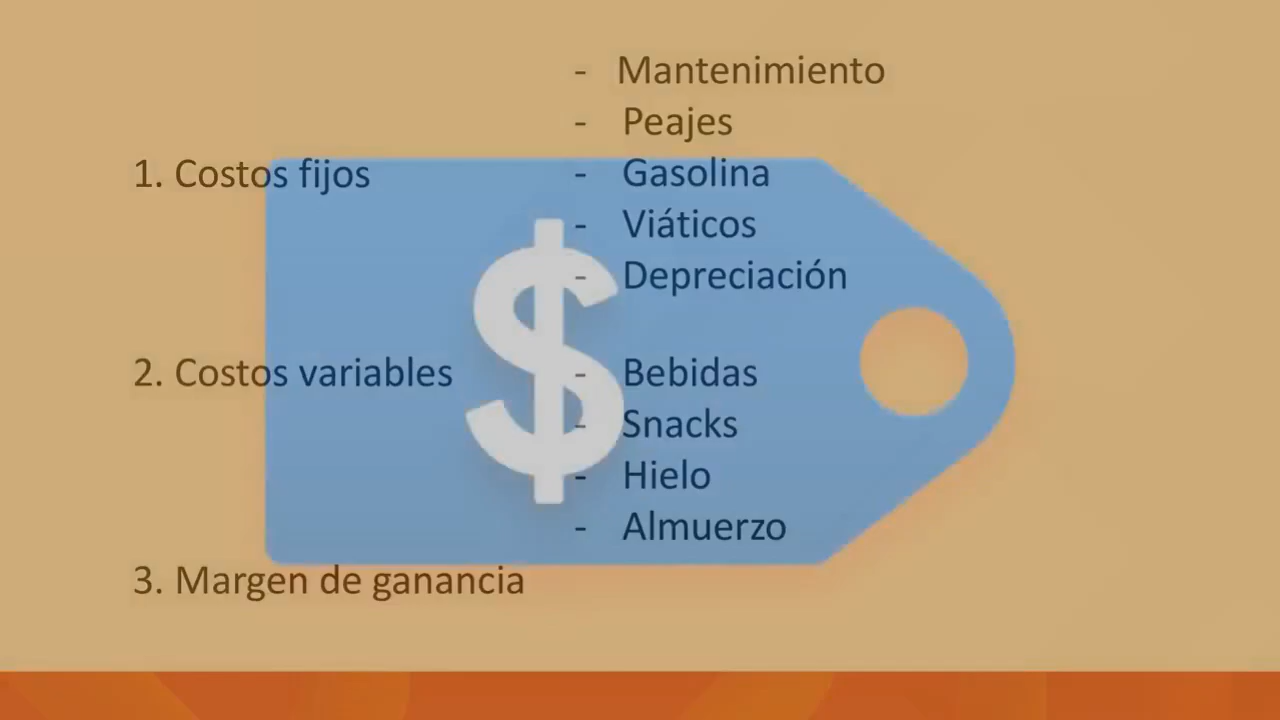 - Mantenimiento
- Peajes
1. Costos fijos - Gasolina
- Viáticos
- Depreciación
2. Costos variables - Bebidas
- Snacks
- Hielo
- Almuerzo
3. Margen de ganancia
$